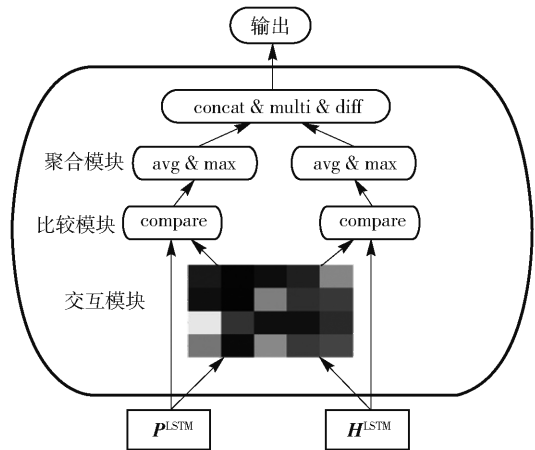 输出
concat & multi & diff
聚合模块
avg & max
avg & max
比较模块
compare
compare
交互模块
P^LSTM
H^LSTM